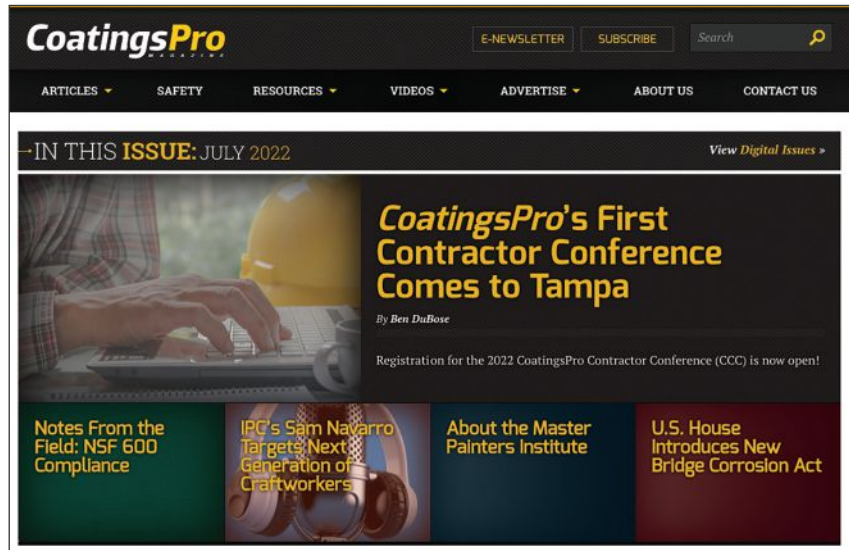 CoatingsPro
MAGAZINE
E-NEWSLETTER
SUBSCRIBE
Search
ARTICLES
SAFETY
RESOURCES
VIDEOS
ADVERTISE
ABOUT US
CONTACT US
IN THIS ISSUE: JULY 2022
View Digital Issues »
CoatingsPro's First
Contractor Conference
Comes to Tampa
By Ben DuBose
Registration for the 2022 CoatingsPro Contractor Conference (CCC) is now open!
Notes From the
Field: NSF 600
Compliance
IPC's Sam Navarro
Targets Next
Generation of
Craftworkers
About the Master
Painters Institute
U.S. House
Introduces New
Bridge Corrosion Act